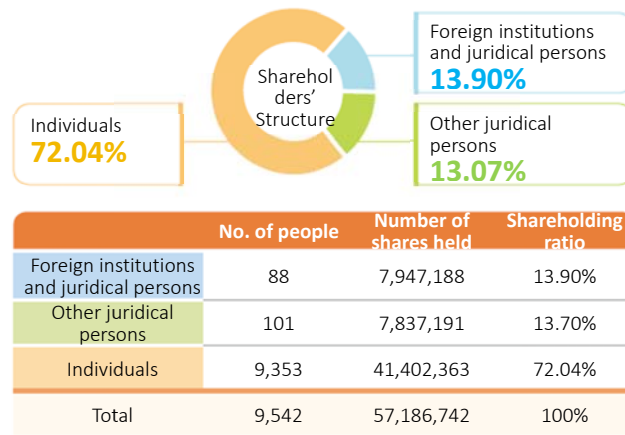 Foreign institutions
and juridical persons
13.90%
Sharehol
ders’
Structure
Individuals
72.04%
Other juridical
persons
13.07%
No. of people
Number of
shares held
Shareholding
ratio
Foreign institutions
and juridical persons
88
7,947,188
13.90%
Other juridical
persons
101
7,837,191
13.70%
Individuals
9,353
41,402,363
72.04%
Total
9,542
57,186,742
100%